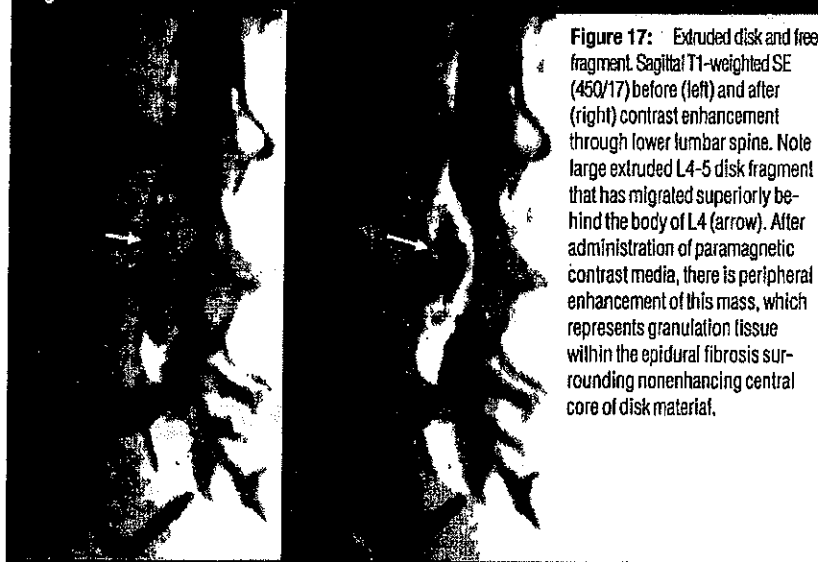 Figure 17: Extruded disk and free
fragment. Sagittal T1-weighted SE
(450/17) before (left) and after
(right) contrast enhancement
through lower lumbar spine. Note
large extruded L4-5 disk fragment
that has migrated superiorly be-
hind the body of L4 (arrow). After
administration of paramagnetic
contrast media, there is peripheral
enhancement of this mass, which
represents granulation tissue
within the epidural fibrosis sur-
rounding nonenhancing central
core of disk material.